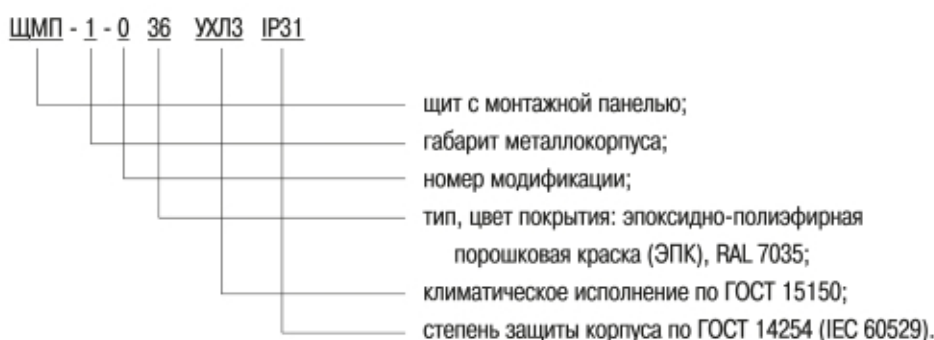 ЩМП - 1 - 0 36 УХЛ3 IP31
щит с монтажной панелью;
габарит металлокорпуса;
номер модификации;
тип, цвет покрытия: эпоксидно-полиэфирная
порошковая краска (ЭПК), RAL 7035;
климатическое исполнение по ГОСТ 15150;
степень защиты корпуса по ГОСТ 14254 (IEC 60529).